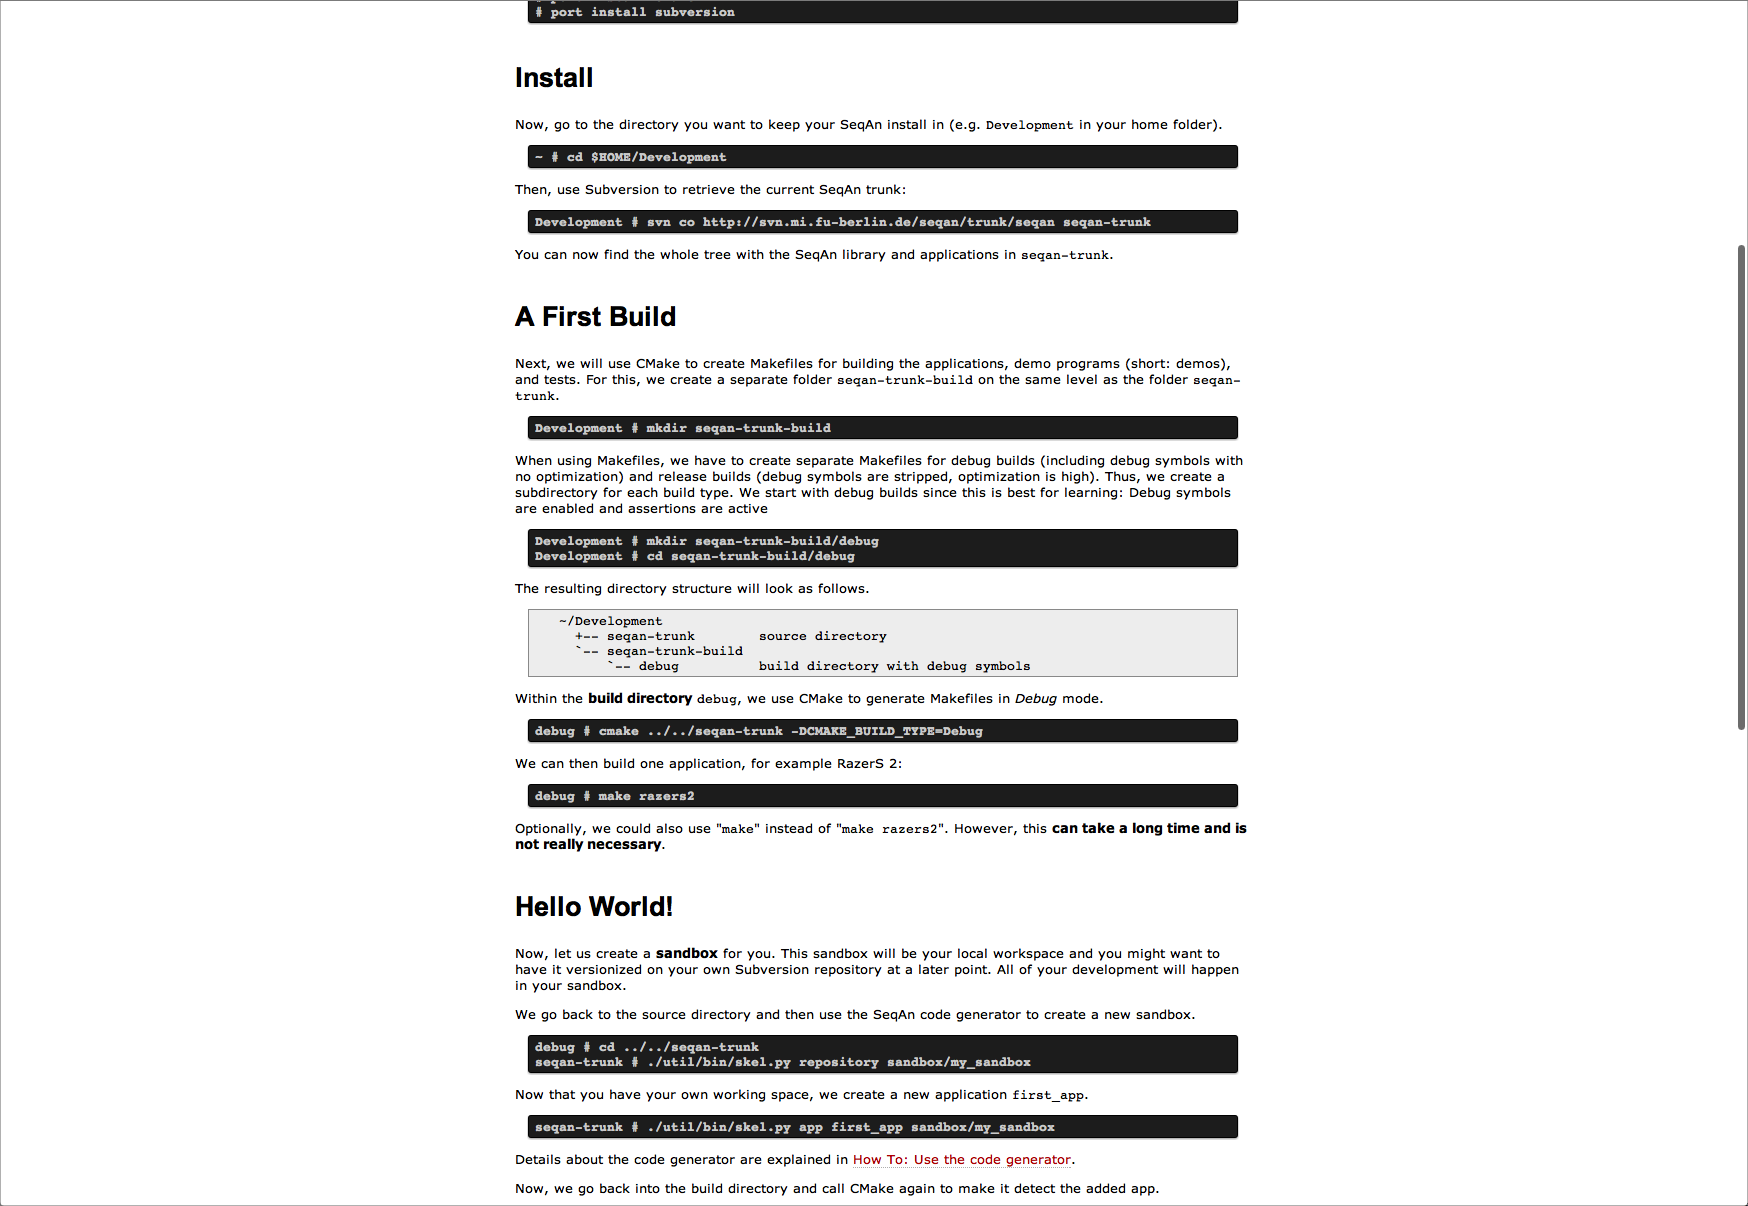 # port install subversion
Install
Now, go to the directory you want to keep your SeqAn install in (e.g. Development in your home folder).
~ # cd $HOME/Development
Then, use Subversion to retrieve the current SeqAn trunk:
Development # svn co http://svn.mi.fu-berlin.de/seqan/trunk/seqan seqan-trunk
You can now find the whole tree with the SeqAn library and applications in seqan-trunk.
A First Build
Next, we will use CMake to create Makefiles for building the applications, demo programs (short: demos),
and tests. For this, we create a separate folder seqan-trunk-build on the same level as the folder seqan-
trunk.
Development # mkdir seqan-trunk-build
When using Makefiles, we have to create separate Makefiles for debug builds (including debug symbols with
no optimization) and release builds (debug symbols are stripped, optimization is high). Thus, we create a
subdirectory for each build type. We start with debug builds since this is best for learning: Debug symbols
are enabled and assertions are active
Development # mkdir seqan-trunk-build/debug
Development # cd seqan-trunk-build/debug
The resulting directory structure will look as follows.
~/Development
+-- seqan-trunk        source directory
`-- seqan-trunk-build
`-- debug          build directory with debug symbols
Within the build directory debug, we use CMake to generate Makefiles in Debug mode.
debug # cmake ../../seqan-trunk -DCMAKE_BUILD_TYPE=Debug
We can then build one application, for example RazerS 2:
debug # make razers2
Optionally, we could also use "make" instead of "make razers2". However, this can take a long time and is
not really necessary.
Hello World!
Now, let us create a sandbox for you. This sandbox will be your local workspace and you might want to
have it versionized on your own Subversion repository at a later point. All of your development will happen
in your sandbox.
We go back to the source directory and then use the SeqAn code generator to create a new sandbox.
debug # cd ../../seqan-trunk
seqan-trunk # ./util/bin/skel.py repository sandbox/my_sandbox
Now that you have your own working space, we create a new application first_app.
seqan-trunk # ./util/bin/skel.py app first_app sandbox/my_sandbox
Details about the code generator are explained in How To: Use the code generator.
Now, we go back into the build directory and call CMake again to make it detect the added app.